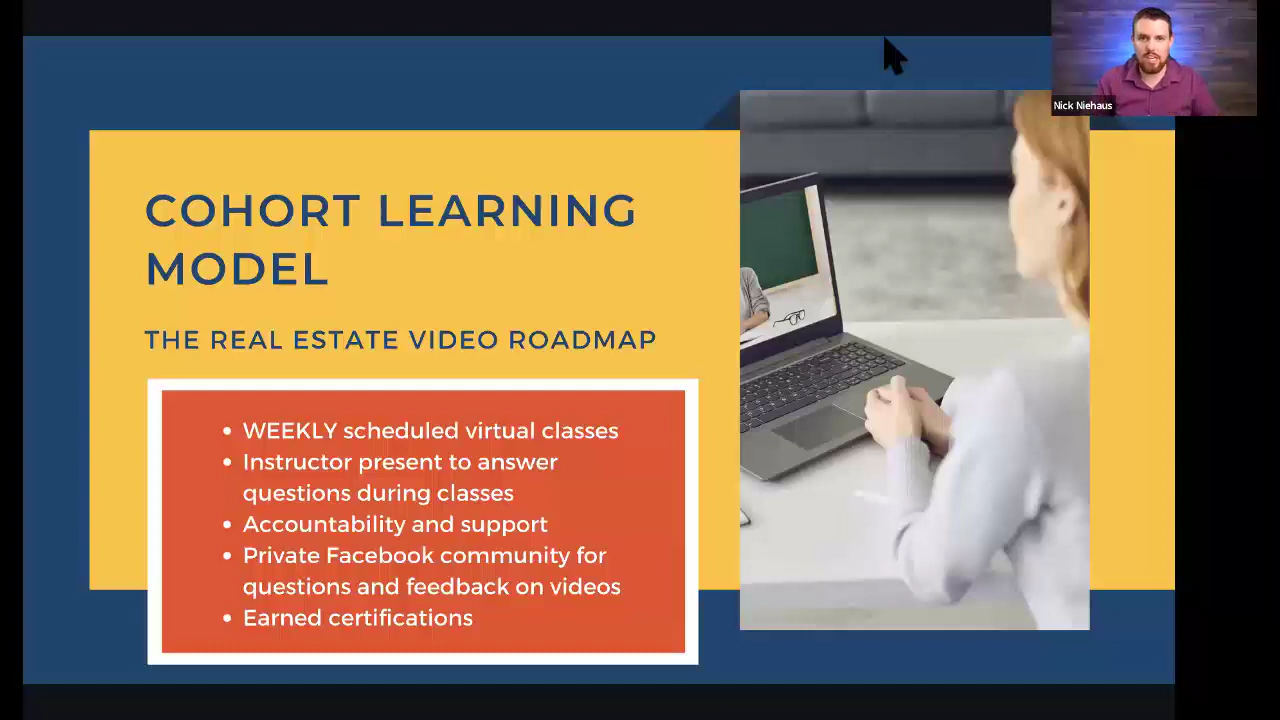 Nick Niehaus
COHORT LEARNING
MODEL
THE REAL ESTATE VIDEO ROADMAP
• WEEKLY scheduled virtual classes
• Instructor present to answer
questions during classes
• Accountability and support
• Private Facebook community for
questions and feedback on videos
• Earned certifications